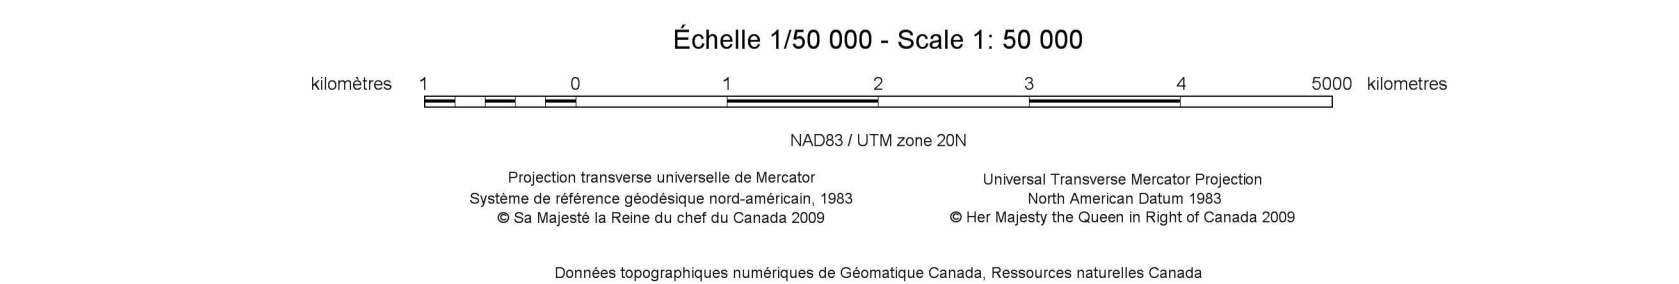 Échelle 1/50 000 - Scale 1: 50 000
kilomètres 1 0 1 2 3 4 5000 kilometres
NAD83 / UTM zone 20N
Projection transverse universelle de Mercator
Système de référence géodésique nord-américain, 1983
© Sa Majesté la Reine du chef du Canada 2009
Universal Transverse Mercator Projection
North American Datum 1983
© Her Majesty the Queen in Right of Canada 2009
Données topographiques numériques de Géomatique Canada, Ressources naturelles Canada